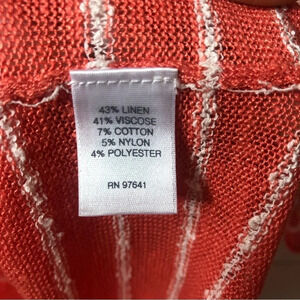 43% LINEN
41% VISCOSE
7% COTTON
5% NYLON
4% POLYESTER
RN 97641